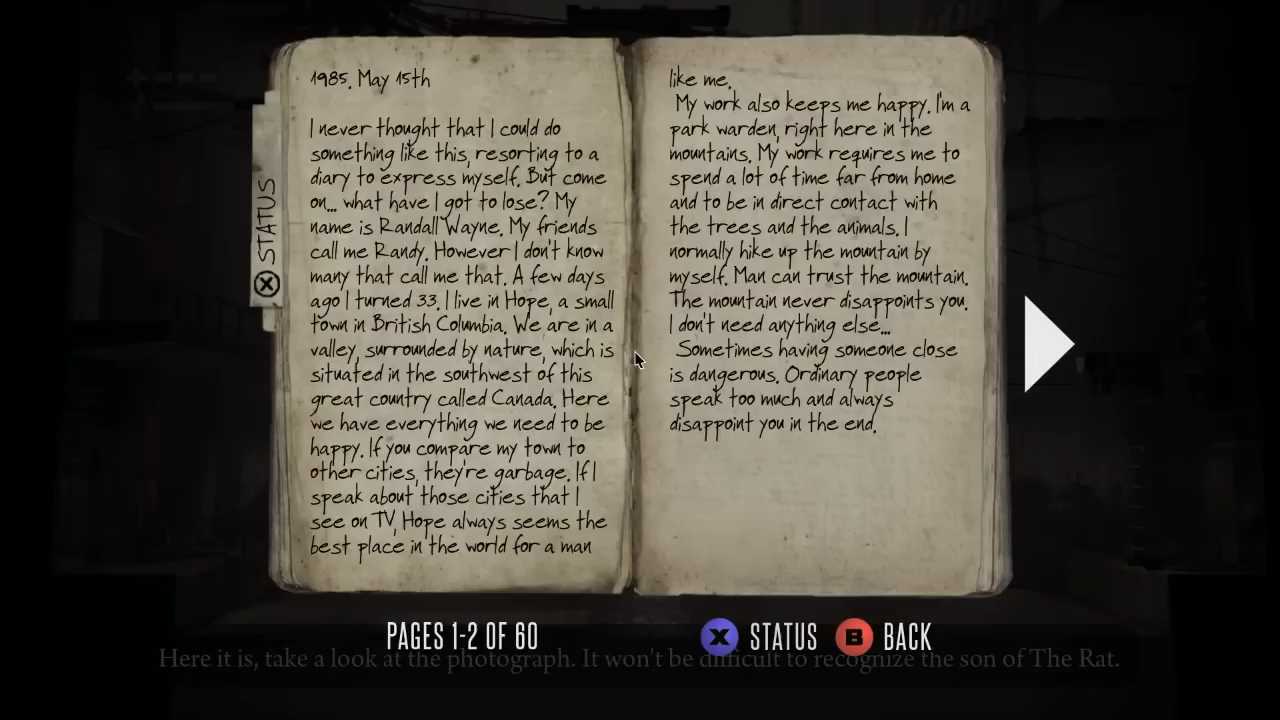 1985. May 15th
I never thought that I could do
something like this, resorting to a
diary to express myself. But come
on... what have I got to lose? My
name is Randall Wayne. My friends
call me Randy. However I don't know
many that call me that. A few days
ago I turned 33. I live in Hope, a small
town in British Columbia. We are in a
valley, surrounded by nature, which is
situated in the southwest of this
great country called Canada. Here
we have everything we need to be
happy. If you compare my town to
other cities, they're garbage. If I
speak about those cities that I
see on TV, Hope always seems the
best place in the world for a man
like me.
My work also keeps me happy. I'm a
park warden, right here in the
mountains. My work requires me to
spend a lot of time far from home
and to be in direct contact with
the trees and the animals. I
normally hike up the mountain by
myself. Man can trust the mountain.
The mountain never disappoints you.
I don't need anything else...
Sometimes having someone close
is dangerous. Ordinary people
speak too much and always
disappoint you in the end.
X STATUS
PAGES 1-2 OF 60
X STATUS B BACK
Here it is, take a look at the photograph. It won't be difficult to recognize the son of The Rat.